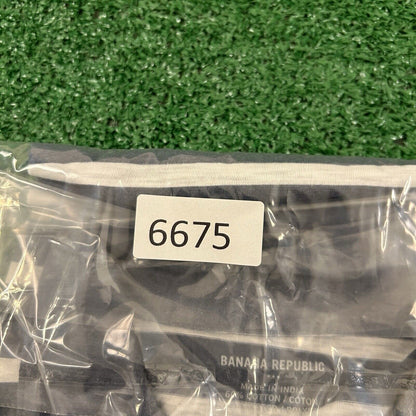 6675
BANANA REPUBLIC
MADE IN INDIA
COTTON / COTON